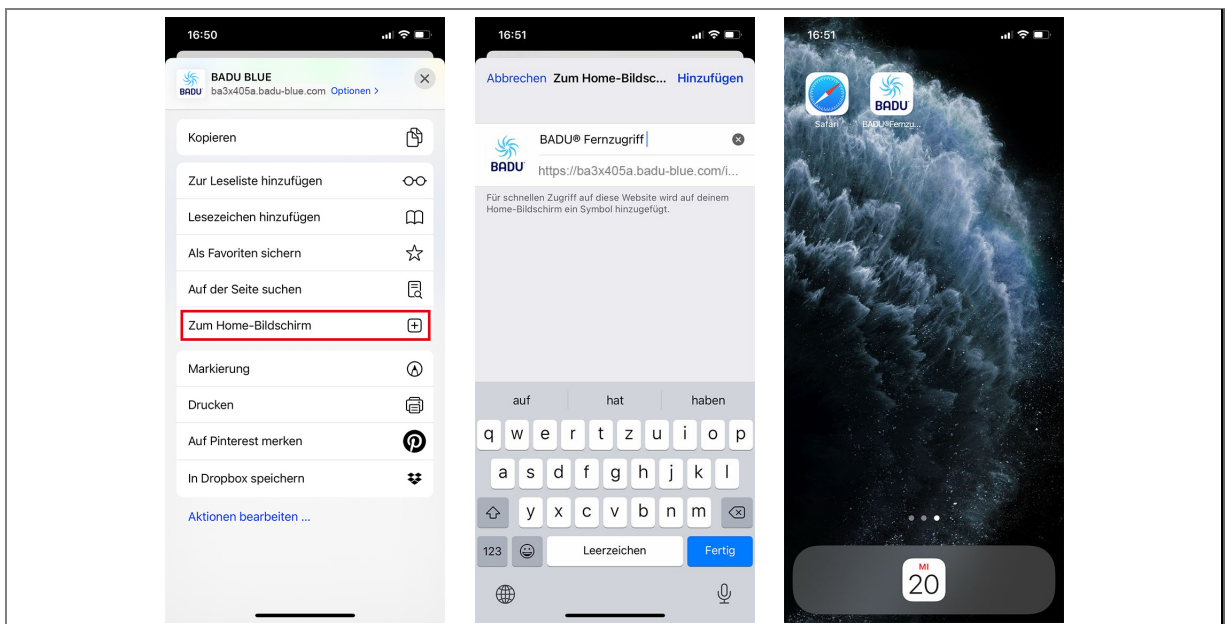 16:50
BADU BLUE
BADU
ba3x405a.badu-blue.com Optionen >
Kopieren
Zur Leseliste hinzufügen
Lesezeichen hinzufügen
Als Favoriten sichern
Auf der Seite suchen
Zum Home-Bildschirm
Markierung
Drucken
Auf Pinterest merken
In Dropbox speichern
Aktionen bearbeiten ...
16:51
Abbrechen Zum Home-Bildsc... Hinzufügen
BADU® Fernzugriff
BADU
https://ba3x405a.badu-blue.com/i...
Für schnellen Zugriff auf diese Website wird auf deinem
Home-Bildschirm ein Symbol hinzugefügt.
auf hat haben
q w e r t z u i o p
a s d f g h j k l
y x c v b n m
123 Leerzeichen Fertig
16:51
BADU
Safari BADU®Fernzu...
MI
20